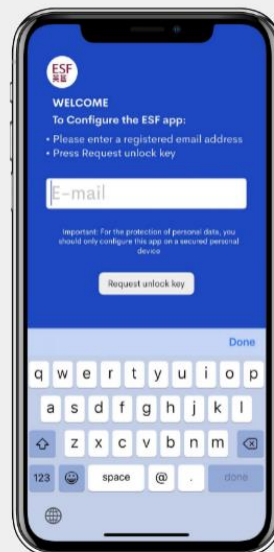 ESF
英基
WELCOME
To Configure the ESF app:
• Please enter a registered email address
• Press Request unlock key
E-mail
Important: For the protection of personal data, you
should only configure this app on a secured personal
device
Request unlock key
Done
q w e r t y u i o p
a s d f g h j k l
z x c v b n m
123 space @ . done